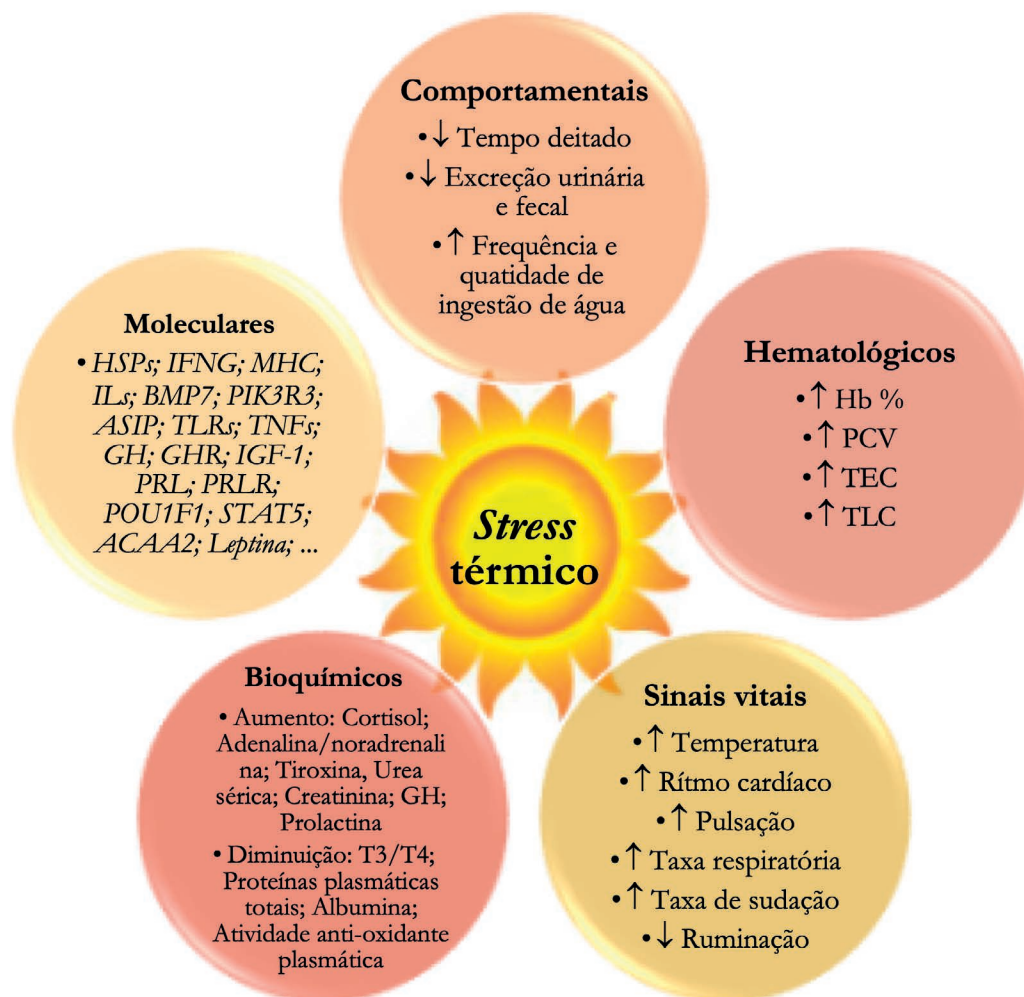 Comportamentais
•↓ Tempo deitado
•↓ Excreção urinária
e fecal
•↑ Frequência e
quatidade de
ingestão de água
Moleculares
• HSPs; IFNG; MHC;
ILs; BMP7; PIK3R3;
ASIP; TLRs; TNFs;
GH; GHR; IGF-1;
PRL; PRLR;
POU1F1; STAT5;
ACAA2; Leptina; ...
Hematológicos
•↑ Hb %
•↑ PCV
•↑ TEC
•↑ TLC
Stress
térmico
Bioquímicos
• Aumento: Cortisol;
Adenalina/noradrenali
na; Tiroxina, Urea
sérica; Creatinina; GH;
Prolactina
• Diminuição: T3/T4;
Proteínas plasmáticas
totais; Albumina;
Atividade anti-oxidante
plasmática
Sinais vitais
•↑ Temperatura
•↑ Rítmo cardíaco
•↑ Pulsação
•↑ Taxa respiratória
•↑ Taxa de sudação
•↓ Ruminação